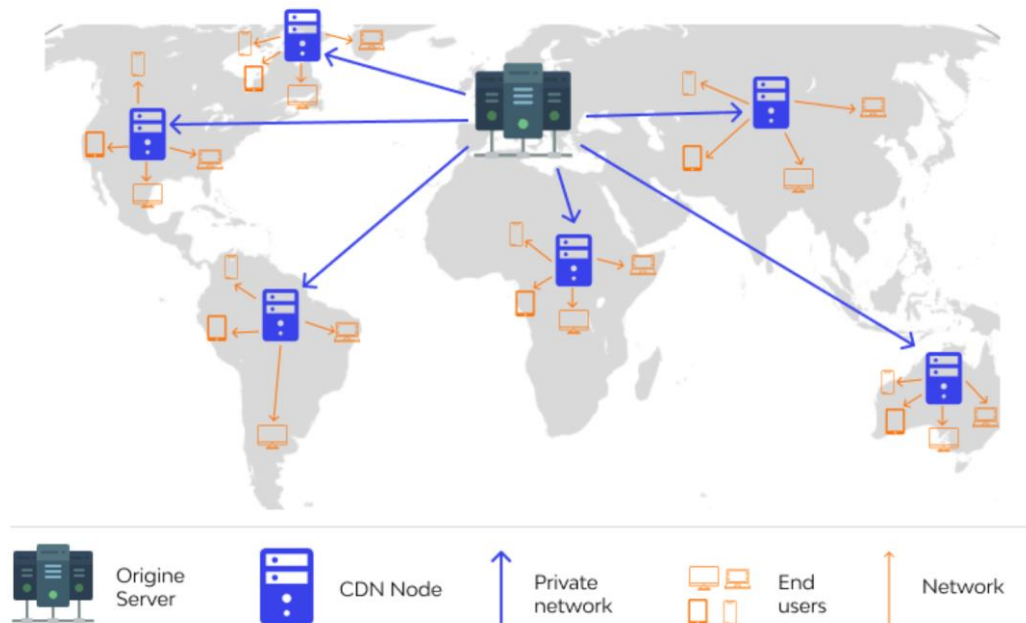 Origine
Server
CDN Node
Private
network
End
users
Network